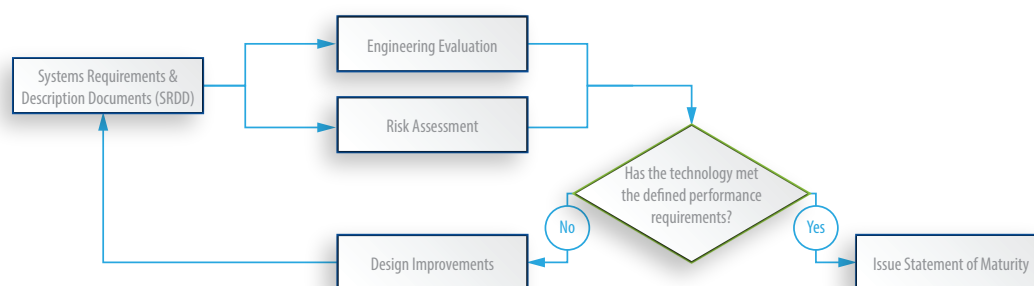 Engineering Evaluation
Systems Requirements &
Description Documents (SRDD)
Risk Assessment
Has the technology met
the defined performance
requirements?
No
Yes
Design Improvements
Issue Statement of Maturity